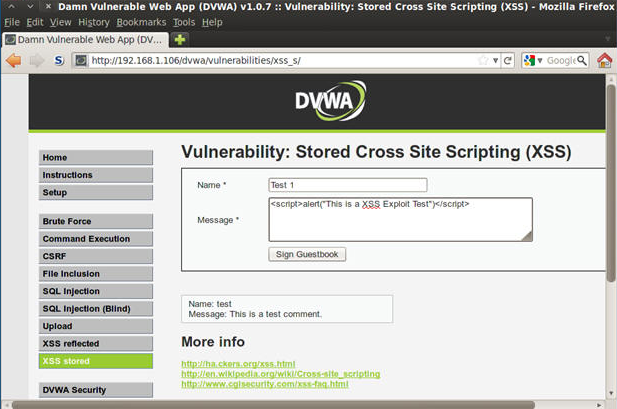 Damn Vulnerable Web App (DVWA) v1.0.7 :: Vulnerability: Stored Cross Site Scripting (XSS) - Mozilla Firefox
File Edit View History Bookmarks Tools Help
Damn Vulnerable Web App (DV...
http://192.168.1.106/dvwa/vulnerabilities/xss_s/
Google
DVWA
Home
Instructions
Setup
Brute Force
Command Execution
CSRF
File Inclusion
SQL Injection
SQL Injection (Blind)
Upload
XSS reflected
XSS stored
DVWA Security
Vulnerability: Stored Cross Site Scripting (XSS)
Name * Test 1
Message * <script>alert("This is a XSS Exploit Test")</script>
Sign Guestbook
Name: test
Message: This is a test comment.
More info
http://ha.ckers.org/xss.html
http://en.wikipedia.org/wiki/Cross-site_scripting
http://www.cgisecurity.com/xss-faq.html